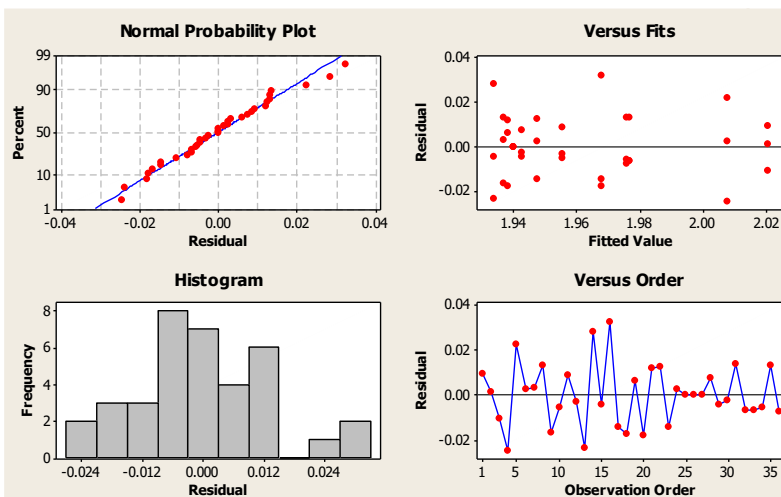 Normal Probability Plot
99
90
50
10
1
Percent
-0.04 -0.02 0.00 0.02 0.04
Residual
Versus Fits
0.04
0.02
0.00
-0.02
Residual
1.94 1.96 1.98 2.00 2.02
Fitted Value
Histogram
8
6
4
2
0
Frequency
-0.024 -0.012 0.000 0.012 0.024
Residual
Versus Order
0.04
0.02
0.00
-0.02
Residual
1 5 10 15 20 25 30 35
Observation Order